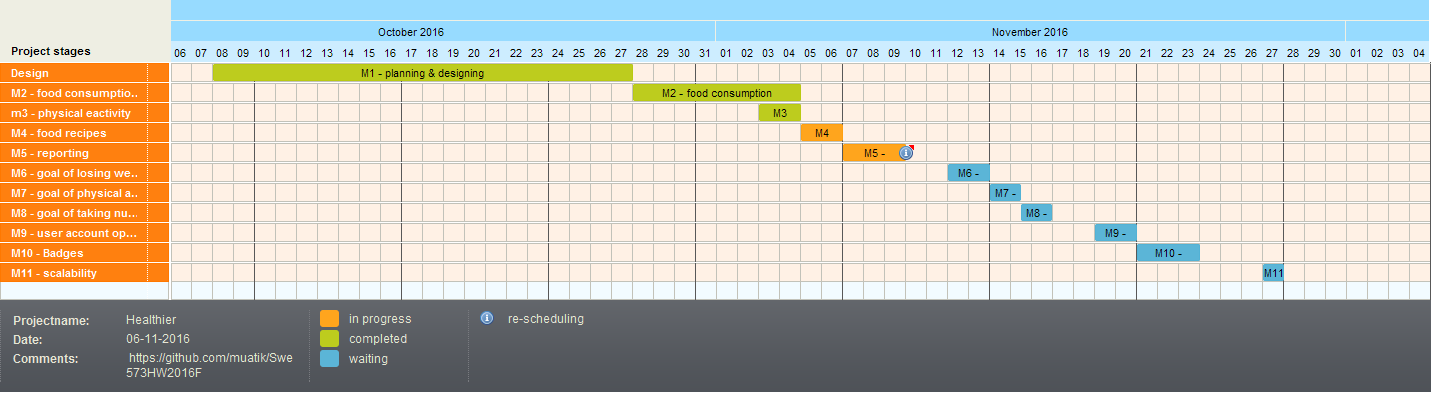 October 2016
November 2016
Project stages
06 07 08 09 10 11 12 13 14 15 16 17 18 19 20 21 22 23 24 25 26 27 28 29 30 31 01 02 03 04 05 06 07 08 09 10 11 12 13 14 15 16 17 18 19 20 21 22 23 24 25 26 27 28 29 30 01 02 03 04
Design
M1 - planning & designing
M2 - food consumptio..
M2 - food consumption
m3 - physical eactivity
M3
M4 - food recipes
M4
M5 - reporting
M5 -
M6 - goal of losing we...
M6 -
M7 - goal of physical a..
M7 -
M8 - goal of taking nu...
M8 -
M9 - user account op...
M9 -
M10 - Badges
M10 -
M11 - scalability
M11
Projectname: Healthier
Date: 06-11-2016
Comments: https://github.com/muatik/Swe
573HW2016F
in progress
completed
waiting
re-scheduling